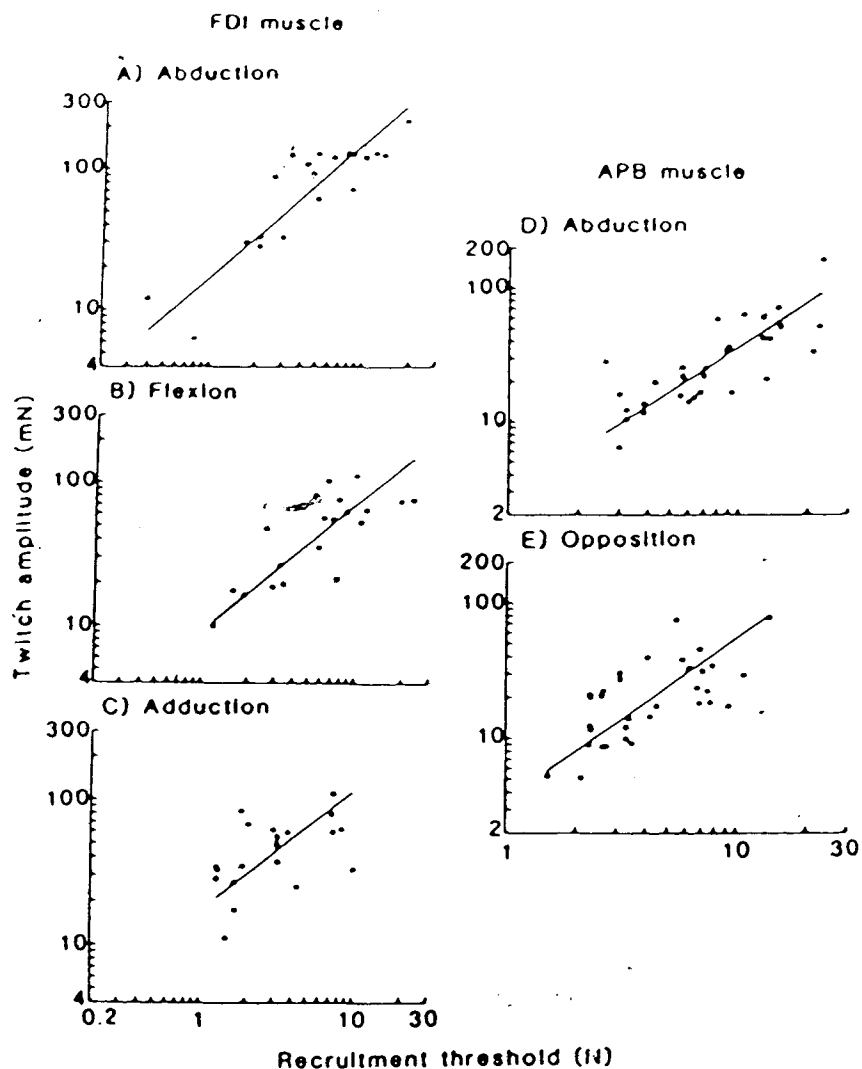 FDI muscle
A) Abduction
300
100
10
4
B) Flexion
300
100
10
4
C) Adduction
300
100
10
4
0.2 1 10 30
Twitch amplitude (mN)
APB muscle
D) Abduction
200
100
10
2
E) Opposition
200
100
10
2
1 10 30
Recruitment threshold (N)